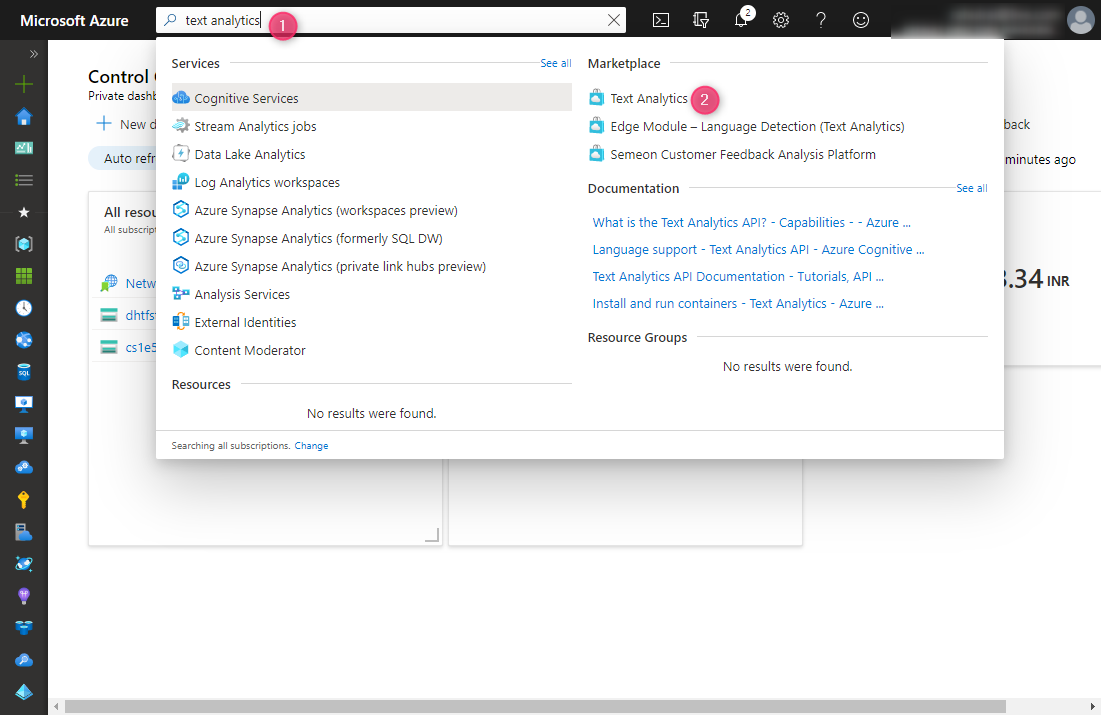 Microsoft Azure
text analytics
1
2
Control
Private dashb
New d
Auto refr
All resou
All subscript
Netw
dhtfst
cs1e5
Services
See all
Cognitive Services
Stream Analytics jobs
Data Lake Analytics
Log Analytics workspaces
Azure Synapse Analytics (workspaces preview)
Azure Synapse Analytics (formerly SQL DW)
Azure Synapse Analytics (private link hubs preview)
Analysis Services
External Identities
Content Moderator
Resources
No results were found.
Marketplace
Text Analytics
2
Edge Module – Language Detection (Text Analytics)
Semeon Customer Feedback Analysis Platform
Documentation
See all
What is the Text Analytics API? - Capabilities - - Azure ...
Language support - Text Analytics API - Azure Cognitive ...
Text Analytics API Documentation - Tutorials, API ...
Install and run containers - Text Analytics - Azure ...
Resource Groups
No results were found.
Searching all subscriptions. Change
back
minutes ago
.34 INR
SQL